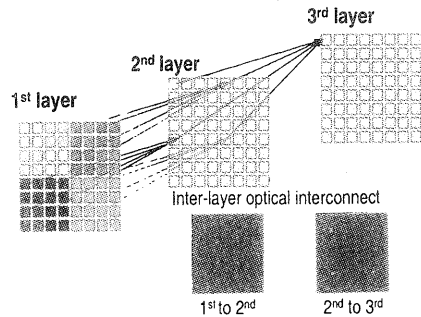 3rd layer
2nd layer
1st layer
Inter-layer optical interconnect
1st to 2nd
2nd to 3rd